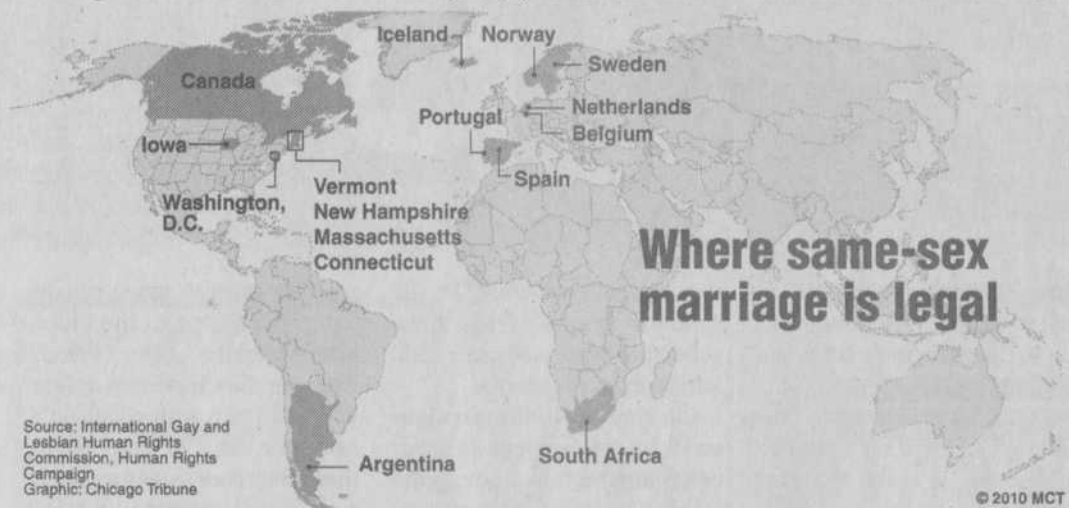 Iceland
Norway
Canada
Sweden
Netherlands
Portugal
Belgium
Iowa
Spain
Washington,
D.C.
Vermont
New Hampshire
Massachusetts
Connecticut
Where same-sex
marriage is legal
Source: International Gay and
Lesbian Human Rights
Commission, Human Rights
Campaign
Graphic: Chicago Tribune
Argentina
South Africa
© 2010 MCT